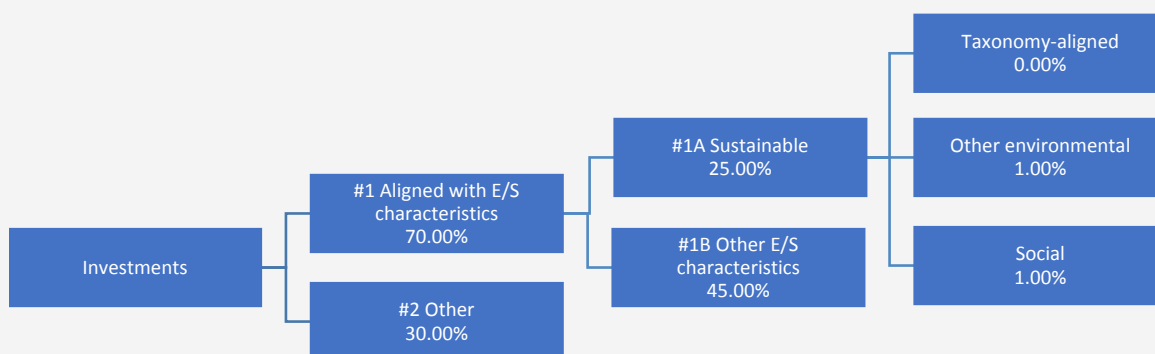 Investments
#1 Aligned with E/S
characteristics
70.00%
#2 Other
30.00%
#1A Sustainable
25.00%
#1B Other E/S
characteristics
45.00%
Taxonomy-aligned
0.00%
Other environmental
1.00%
Social
1.00%